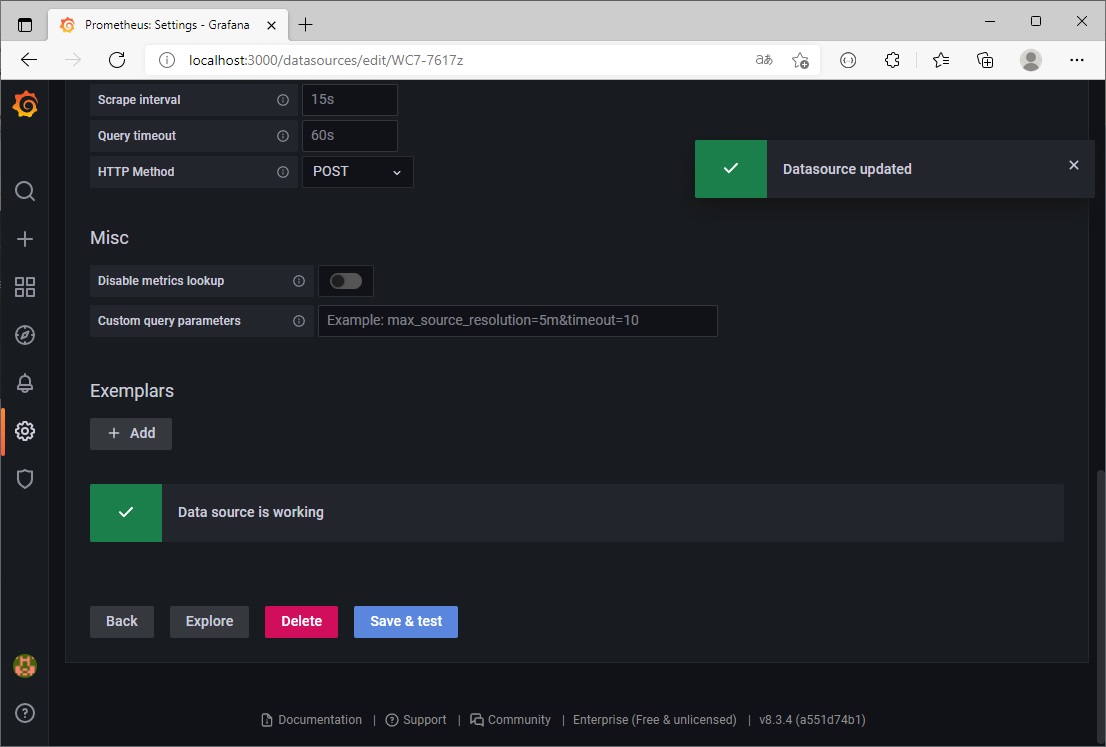 Prometheus: Settings - Grafana
localhost:3000/datasources/edit/WC7-7617z
aあ
Scrape interval 15s
Query timeout 60s
HTTP Method POST
Datasource updated
Misc
Disable metrics lookup
Custom query parameters Example: max_source_resolution=5m&timeout=10
Exemplars
+ Add
Data source is working
Back Explore Delete Save & test
Documentation | Support | Community | Enterprise (Free & unlicensed) | v8.3.4 (a551d74b1)